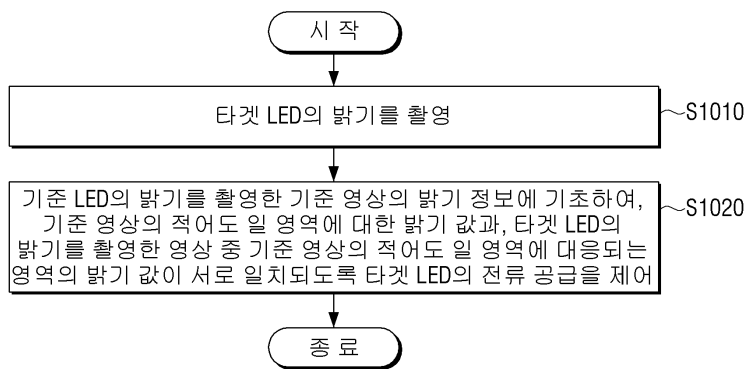 시 작
타겟 LED의 밝기를 촬영
S1010
기준 LED의 밝기를 촬영한 기준 영상의 밝기 정보에 기초하여,
기준 영상의 적어도 일 영역에 대한 밝기 값과, 타겟 LED의
밝기를 촬영한 영상 중 기준 영상의 적어도 일 영역에 대응되는
영역의 밝기 값이 서로 일치되도록 타겟 LED의 전류 공급을 제어
S1020
종 료